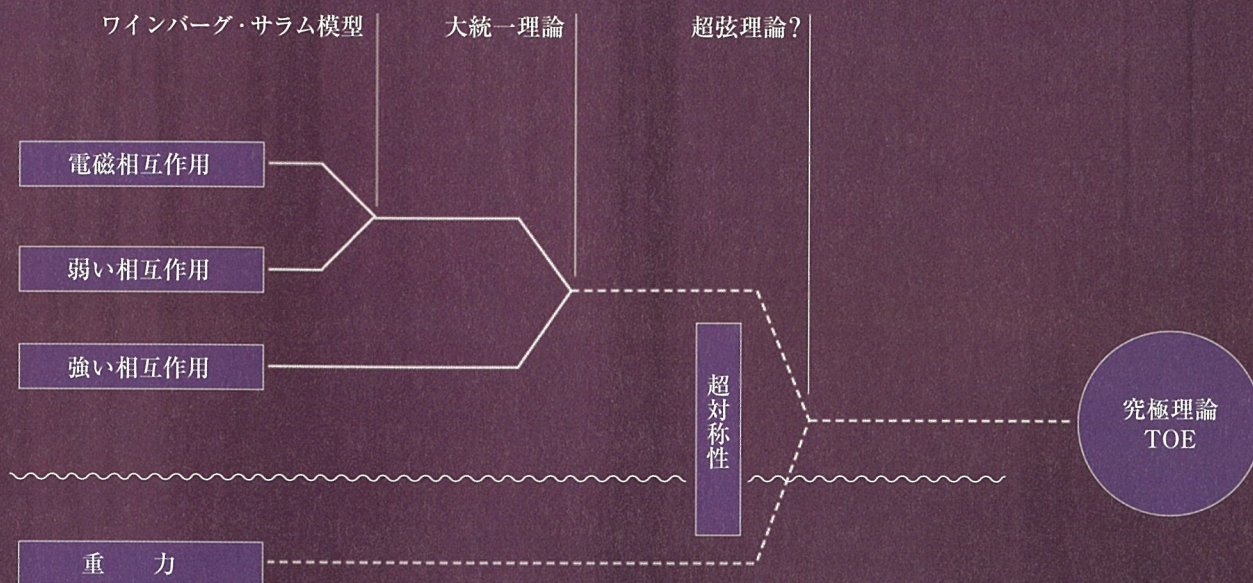 ワインバーグ・サラム模型
大統一理論
超弦理論?
電磁相互作用
弱い相互作用
強い相互作用
超対称性
究極理論
TOE
重 力